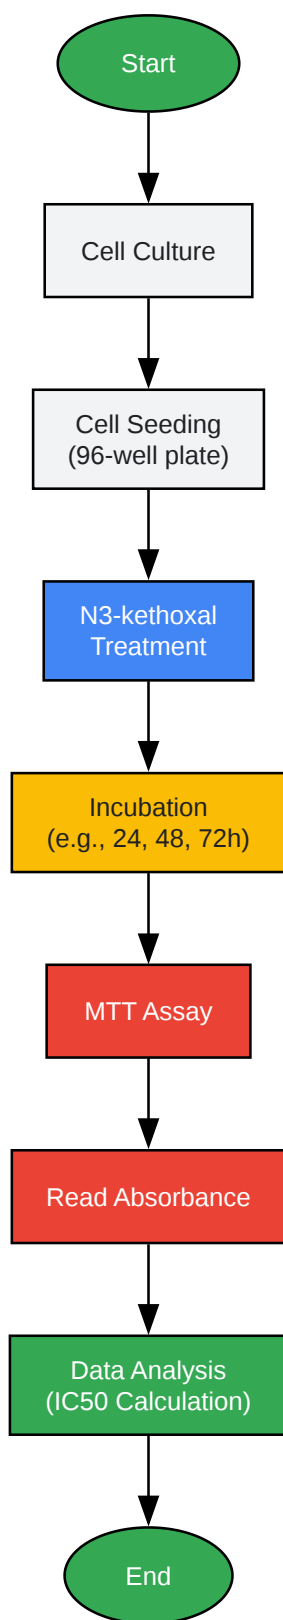 Start
Cell Culture
Cell Seeding
(96-well plate)
N3-kethoxal
Treatment
Incubation
(e.g., 24, 48, 72h)
MTT Assay
Read Absorbance
Data Analysis
(IC50 Calculation)
End